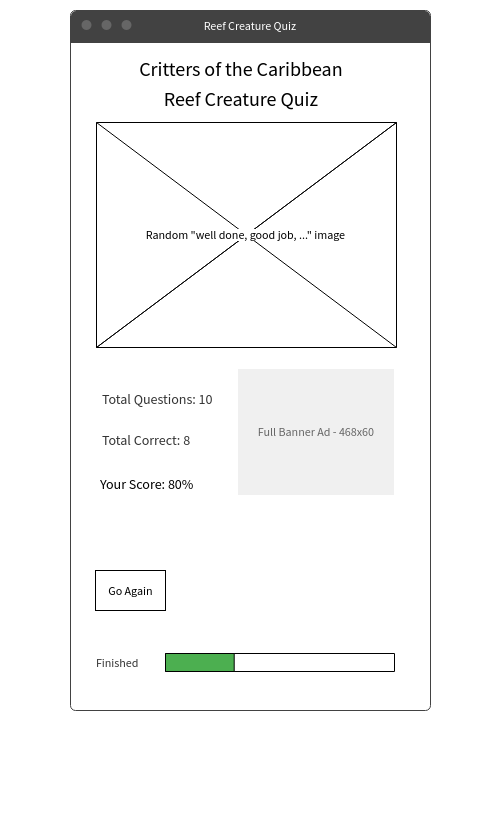 Reef Creature Quiz
Critters of the Caribbean
Reef Creature Quiz
Random "well done, good job, ..." image
Total Questions: 10
Full Banner Ad - 468x60
Total Correct: 8
Your Score: 80%
Go Again
Finished